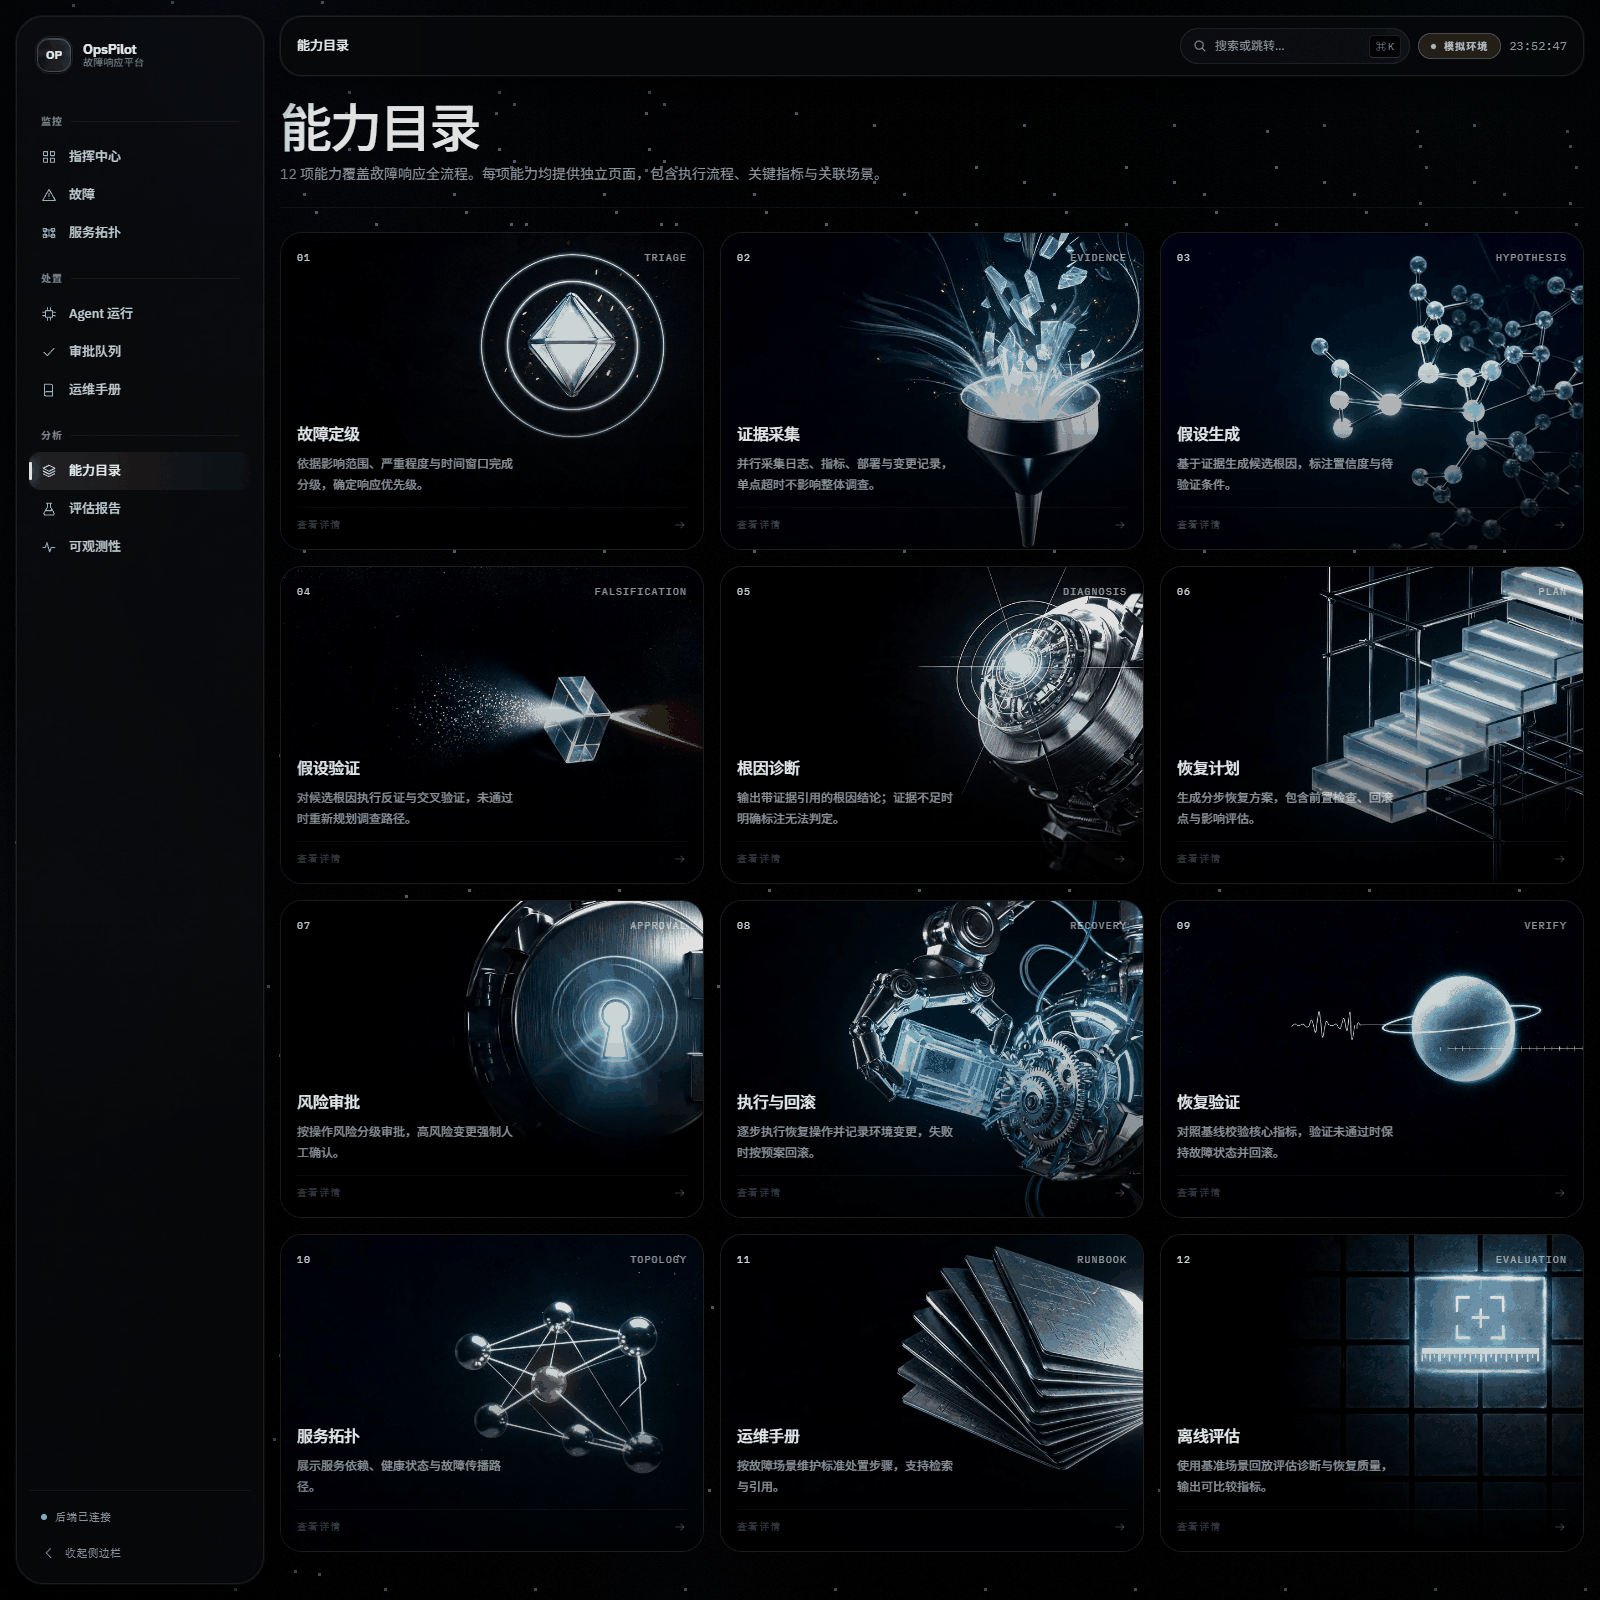 OP
OpsPilot
故障响应平台
监控
指挥中心
故障
服务拓扑
处置
Agent 运行
审批队列
运维手册
分析
能力目录
评估报告
可观测性
后端已连接
收起侧边栏
能力目录
搜索或跳转...
⌘K
模拟环境
23:52:47
能力目录
12 项能力覆盖故障响应全流程。每项能力均提供独立页面，包含执行流程、关键指标与关联场景。
01
TRIAGE
故障定级
依据影响范围、严重程度与时间窗口完成
分级，确定响应优先级。
查看详情
02
EVIDENCE
证据采集
并行采集日志、指标、部署与变更记录，
单点超时不影响整体调查。
查看详情
03
HYPOTHESIS
假设生成
基于证据生成候选根因，标注置信度与待
验证条件。
查看详情
04
FALSIFICATION
假设验证
对候选根因执行反证与交叉验证，未通过
时重新规划调查路径。
查看详情
05
DIAGNOSIS
根因诊断
输出带证据引用的根因结论；证据不足时
明确标注无法判定。
查看详情
06
PLAN
恢复计划
生成分步恢复方案，包含前置检查、回滚
点与影响评估。
查看详情
07
APPROVAL
风险审批
按操作风险分级审批，高风险变更强制人
工确认。
查看详情
08
RECOVERY
执行与回滚
逐步执行恢复操作并记录环境变更，失败
时按预案回滚。
查看详情
09
VERIFY
恢复验证
对照基线校验核心指标，验证未通过时保
持故障状态并回滚。
查看详情
10
TOPOLOGY
服务拓扑
展示服务依赖、健康状态与故障传播路
径。
查看详情
11
RUNBOOK
运维手册
按故障场景维护标准处置步骤，支持检索
与引用。
查看详情
12
EVALUATION
离线评估
使用基准场景回放评估诊断与恢复质量，
输出可比较指标。
查看详情